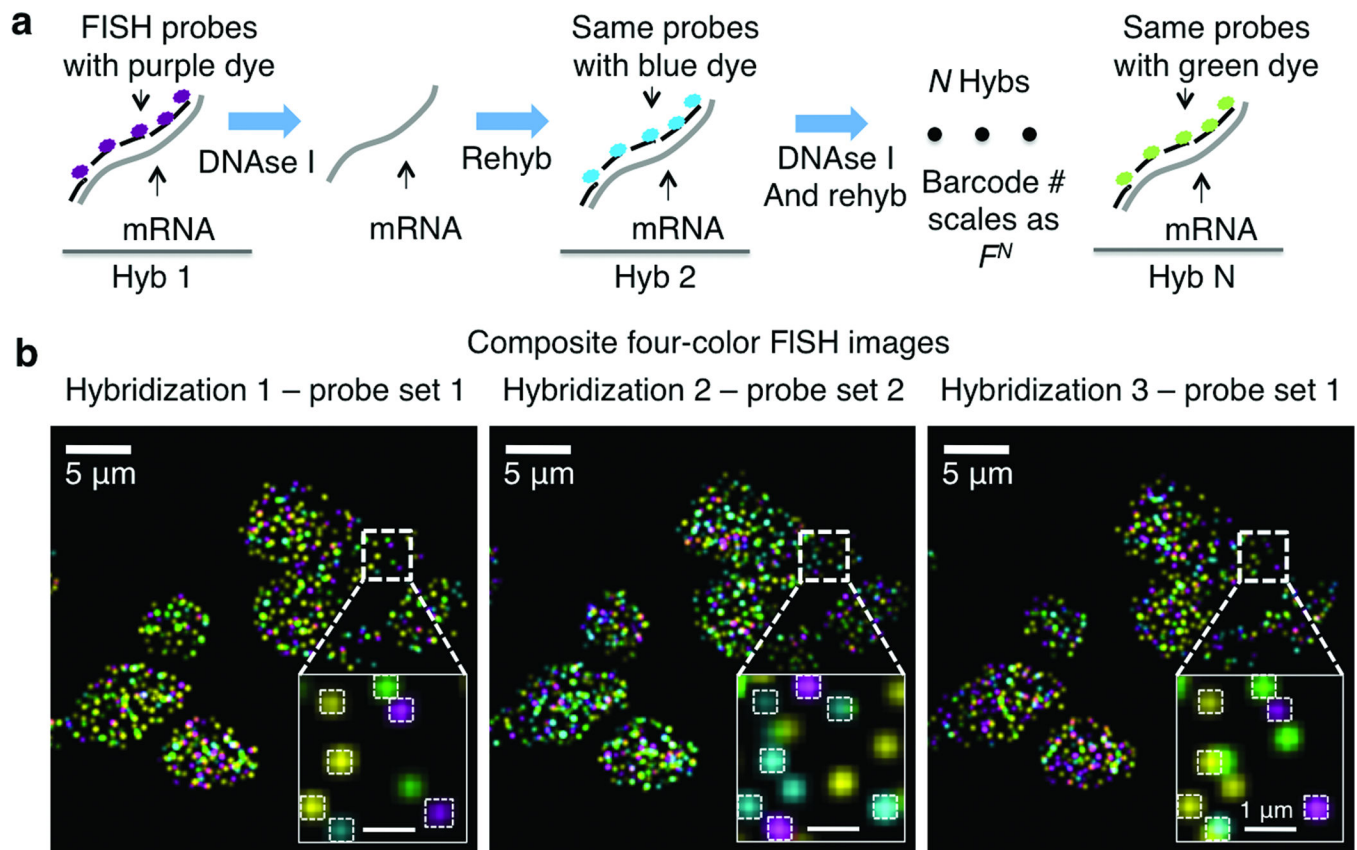 a
FISH probes
with purple dye
mRNA
Hyb 1
DNAse I
mRNA
Rehyb
Same probes
with blue dye
mRNA
Hyb 2
DNAse I
And rehyb
N Hybs
Barcode #
scales as
F^N
Same probes
with green dye
mRNA
Hyb N
b
Composite four-color FISH images
Hybridization 1 – probe set 1
Hybridization 2 – probe set 2
Hybridization 3 – probe set 1
5 μm
5 μm
5 μm
1 μm